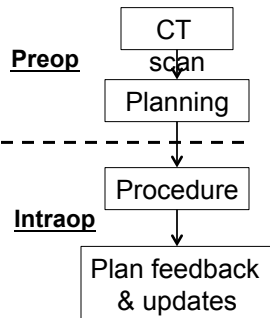 CT
scan
Preop
Planning
Procedure
Intraop
Plan feedback
& updates